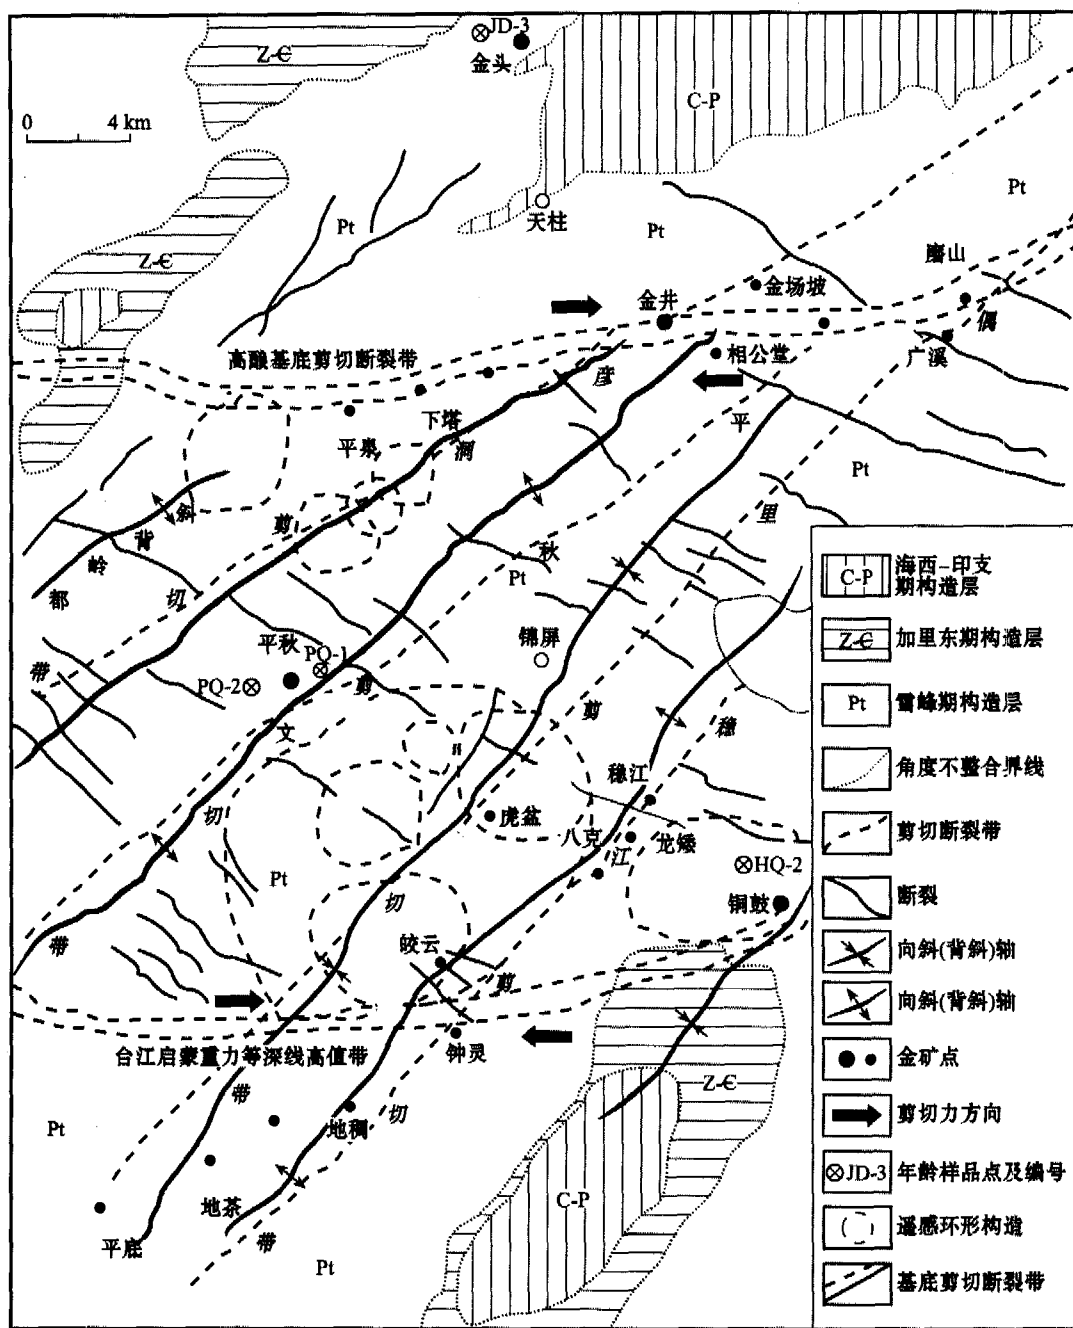 JD-3
金头
Z-Є
C-P
0 4 km
天柱
Pt
Pt
Pt
Z-Є
磨山
金井
金场坡
偶
广溪
高酸基底剪切断裂带
相公堂
彦
下塔
平
平泉
洞
Pt
剪
斜
背
岭
都
里
秋
Pt
切
平秋
PQ-1
锦屏
PQ-2
带
剪
剪
稳
文
稳江
切
虎盆
八克
龙矮
江
HQ-2
Pt
切
铜鼓
带
皎云
剪
钟灵
台江启蒙重力等深线高值带
Z-Є
带
地稠
切
Pt
地茶
C-P
平底
带
Pt
C-P 海西-印支
期构造层
Z-Є 加里东期构造层
Pt 雪峰期构造层
角度不整合界线
剪切断裂带
断裂
向斜(背斜)轴
向斜(背斜)轴
金矿点
剪切力方向
JD-3 年龄样品点及编号
遥感环形构造
基底剪切断裂带